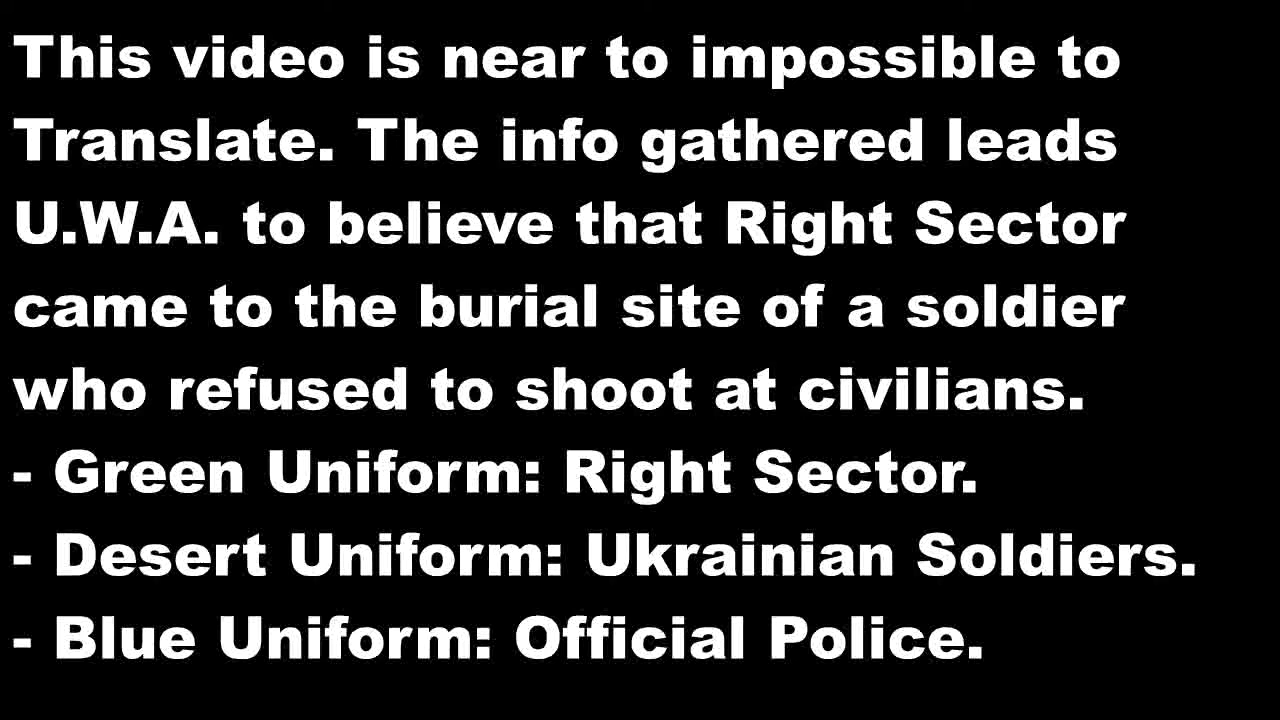 This video is near to impossible to
Translate. The info gathered leads
U.W.A. to believe that Right Sector
came to the burial site of a soldier
who refused to shoot at civilians.
- Green Uniform: Right Sector.
- Desert Uniform: Ukrainian Soldiers.
- Blue Uniform: Official Police.